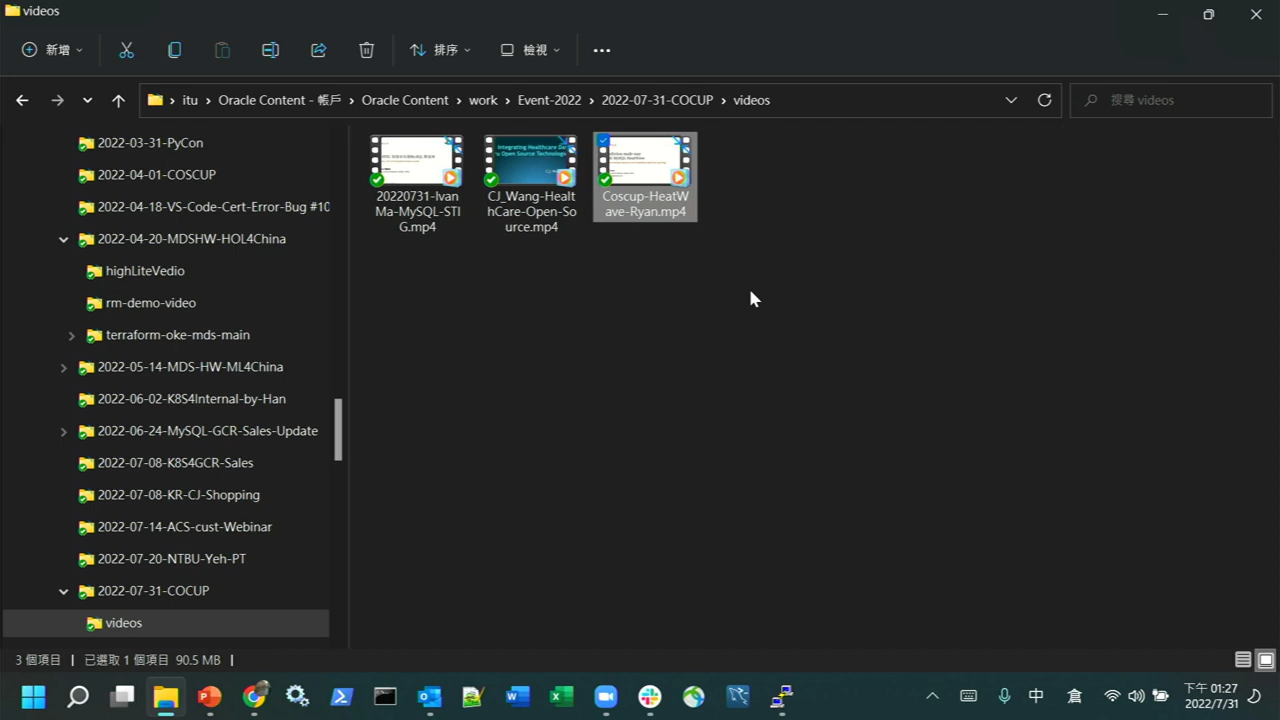 videos
新增
排序
檢視
itu
Oracle Content - 帳戶
Oracle Content
work
Event-2022
2022-07-31-COCUP
videos
搜尋 videos
2022-03-31-PyCon
2022-04-01-COSCUP
2022-04-18-VS-Code-Cert-Error-Bug #10
2022-04-20-MDSHW-HOL4China
highLiteVedio
rm-demo-video
terraform-oke-mds-main
2022-05-14-MDS-HW-ML4China
2022-06-02-K8S4Internal-by-Han
2022-06-24-MySQL-GCR-Sales-Update
2022-07-08-K8S4GCR-Sales
2022-07-08-KR-CJ-Shopping
2022-07-14-ACS-cust-Webinar
2022-07-20-NTBU-Yeh-PT
2022-07-31-COCUP
videos
Integrating Healthcare Da
ru Open Source Technologi
20220731-Ivan
Ma-MySQL-STI
G.mp4
CJ_Wang-Healt
hCare-Open-So
urce.mp4
Coscup-HeatW
ave-Ryan.mp4
3 個項目
已選取 1 個項目 90.5 MB
中
下午 01:27
2022/7/31